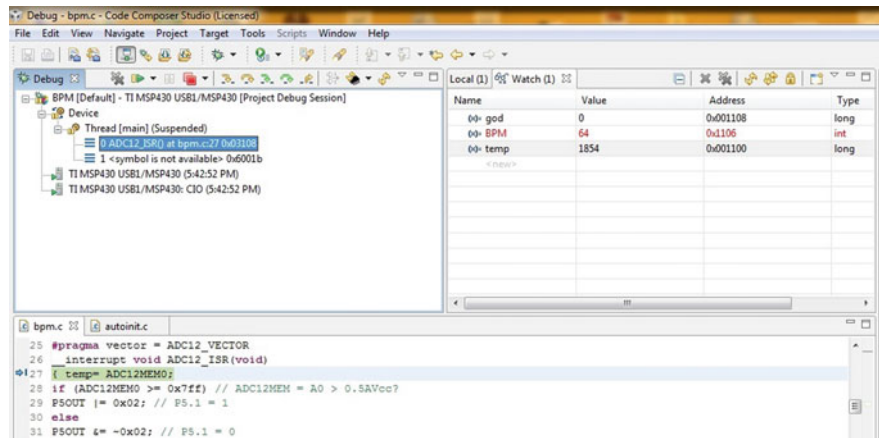 Debug - bpm.c - Code Composer Studio (Licensed)
File Edit View Navigate Project Target Tools Scripts Window Help
Debug
Local (1) Watch (1)
BPM [Default] - TI MSP430 USB1/MSP430 [Project Debug Session]
Device
Thread [main] (Suspended)
0 ADC12_ISR() at bpm.c:27 0x03108
1 <symbol is not available> 0x6001b
TI MSP430 USB1/MSP430 (5:42:52 PM)
TI MSP430 USB1/MSP430: CIO (5:42:52 PM)
Name Value Address Type
(x)= god 0 0x001108 long
(x)= BPM 64 0x1106 int
(x)= temp 1854 0x001100 long
<new>
bpm.c autoinit.c
25 #pragma vector = ADC12_VECTOR
26 __interrupt void ADC12_ISR(void)
27 { temp= ADC12MEM0;
28 if (ADC12MEM0 >= 0x7ff) // ADC12MEM = A0 > 0.5AVcc?
29 P5OUT |= 0x02; // P5.1 = 1
30 else
31 P5OUT &= ~0x02; // P5.1 = 0